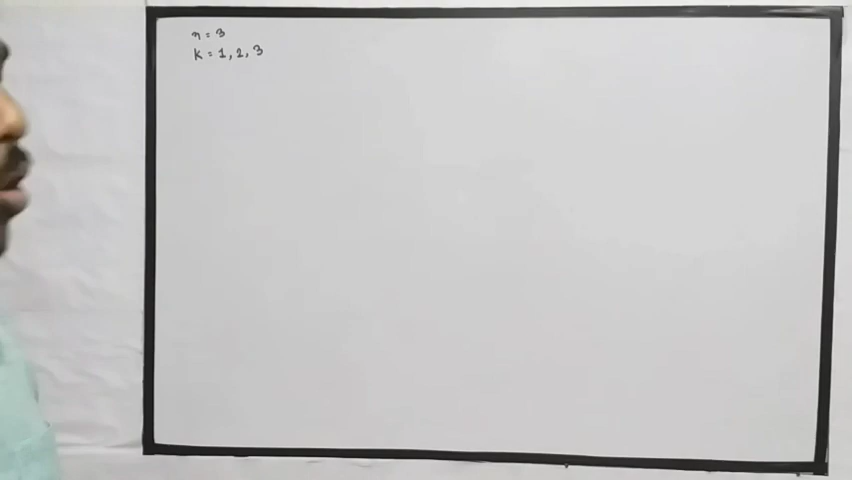 n = 3
K = 1, 2, 3